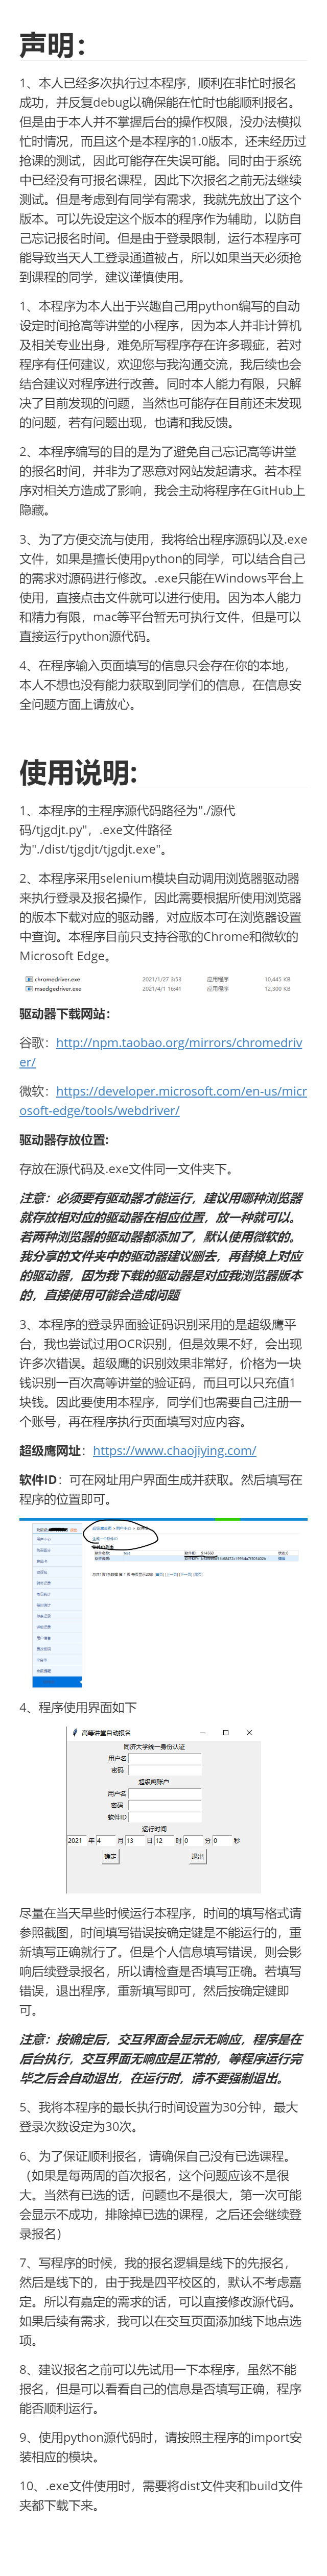 声明：
1、本人已经多次执行过本程序，顺利在非忙时报名
成功，并反复debug以确保能在忙时也能顺利报名。
但是由于本人并不掌握后台的操作权限，没办法模拟
忙时情况，而且这个是本程序的1.0版本，还未经历过
抢课的测试，因此可能存在失误可能。同时由于系统
中已经没有可报名课程，因此下次报名之前无法继续
测试。但是考虑到有同学有需求，我就先放出了这个
版本。可以先设定这个版本的程序作为辅助，以防自
己忘记报名时间。但是由于登录限制，运行本程序可
能导致当天人工登录通道被占，所以如果当天必须抢
到课程的同学，建议谨慎使用。
1、本程序为本人出于兴趣自己用python编写的自动
设定时间抢高等讲堂的小程序，因为本人并非计算机
及相关专业出身，难免所写程序存在许多瑕疵，若对
程序有任何建议，欢迎您与我沟通交流，我后续也会
结合建议对程序进行改善。同时本人能力有限，只解
决了目前发现的问题，当然也可能存在目前还未发现
的问题，若有问题出现，也请和我反馈。
2、本程序编写的目的是为了避免自己忘记高等讲堂
的报名时间，并非为了恶意对网站发起请求。若本程
序对相关方造成了影响，我会主动将程序在GitHub上
隐藏。
3、为了方便交流与使用，我将给出程序源码以及.exe
文件，如果是擅长使用python的同学，可以结合自己
的需求对源码进行修改。.exe只能在Windows平台上
使用，直接点击文件就可以进行使用。因为本人能力
和精力有限，mac等平台暂无可执行文件，但是可以
直接运行python源代码。
4、在程序输入页面填写的信息只会存在你的本地，
本人不想也没有能力获取到同学们的信息，在信息安
全问题方面上请放心。
使用说明:
1、本程序的主程序源代码路径为"./源代
码/tjgdjt.py"，.exe文件路径
为"./dist/tjgdjt/tjgdjt.exe"。
2、本程序采用selenium模块自动调用浏览器驱动器
来执行登录及报名操作，因此需要根据所使用浏览器
的版本下载对应的驱动器，对应版本可在浏览器设置
中查询。本程序目前只支持谷歌的Chrome和微软的
Microsoft Edge。
chromedriver.exe 2021/1/27 3:53 应用程序 10,445 KB
msedgedriver.exe 2021/4/1 16:41 应用程序 12,300 KB
驱动器下载网站：
谷歌：http://npm.taobao.org/mirrors/chromedriv
er/
微软：https://developer.microsoft.com/en-us/micr
osoft-edge/tools/webdriver/
驱动器存放位置:
存放在源代码及.exe文件同一文件夹下。
注意：必须要有驱动器才能运行，建议用哪种浏览器
就存放相对应的驱动器在相应位置，放一种就可以。
若两种浏览器的驱动器都添加了，默认使用微软的。
我分享的文件夹中的驱动器建议删去，再替换上对应
的驱动器，因为我下载的驱动器是对应我浏览器版本
的，直接使用可能会造成问题
3、本程序的登录界面验证码识别采用的是超级鹰平
台，我也尝试过用OCR识别，但是效果不好，会出现
许多次错误。超级鹰的识别效果非常好，价格为一块
钱识别一百次高等讲堂的验证码，而且可以只充值1
块钱。因此要使用本程序，同学们也需要自己注册一
个账号，再在程序执行页面填写对应内容。
超级鹰网址：https://www.chaojiying.com/
软件ID：可在网址用户界面生成并获取。然后填写在
程序的位置即可。
4、程序使用界面如下
高等讲堂自动报名
同济大学统一身份认证
用户名
密码
超级鹰账户
用户名
密码
软件ID
运行时间
2021 年 4 月 13 日 12 时 0 分 0 秒
确定 退出
尽量在当天早些时候运行本程序，时间的填写格式请
参照截图，时间填写错误按确定键是不能运行的，重
新填写正确就行了。但是个人信息填写错误，则会影
响后续登录报名，所以请检查是否填写正确。若填写
错误，退出程序，重新填写即可，然后按确定键即
可。
注意：按确定后，交互界面会显示无响应，程序是在
后台执行，交互界面无响应是正常的，等程序运行完
毕之后会自动退出，在运行时，请不要强制退出。
5、我将本程序的最长执行时间设置为30分钟，最大
登录次数设定为30次。
6、为了保证顺利报名，请确保自己没有已选课程。
（如果是每两周的首次报名，这个问题应该不是很
大。当然有已选的话，问题也不是很大，第一次可能
会显示不成功，排除掉已选的课程，之后还会继续登
录报名）
7、写程序的时候，我的报名逻辑是线下的先报名，
然后是线下的，由于我是四平校区的，默认不考虑嘉
定。所以有嘉定的需求的话，可以直接修改源代码。
如果后续有需求，我可以在交互页面添加线下地点选
项。
8、建议报名之前可以先试用一下本程序，虽然不能
报名，但是可以看看自己的信息是否填写正确，程序
能否顺利运行。
9、使用python源代码时，请按照主程序的import安
装相应的模块。
10、.exe文件使用时，需要将dist文件夹和build文件
夹都下载下来。